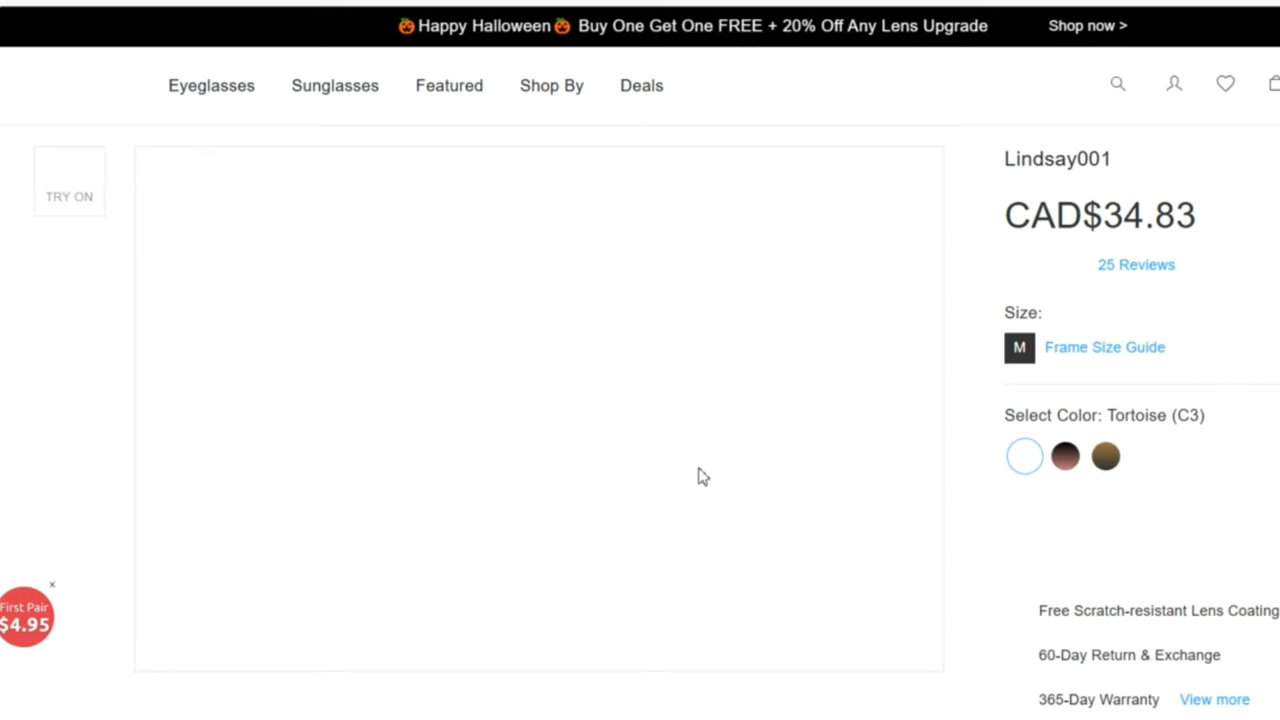 🎃Happy Halloween🎃 Buy One Get One FREE + 20% Off Any Lens Upgrade Shop now >
Eyeglasses Sunglasses Featured Shop By Deals
TRY ON
Lindsay001
CAD$34.83
25 Reviews
Size:
M Frame Size Guide
Select Color: Tortoise (C3)
x
First Pair
$4.95
Free Scratch-resistant Lens Coating
60-Day Return & Exchange
365-Day Warranty View more